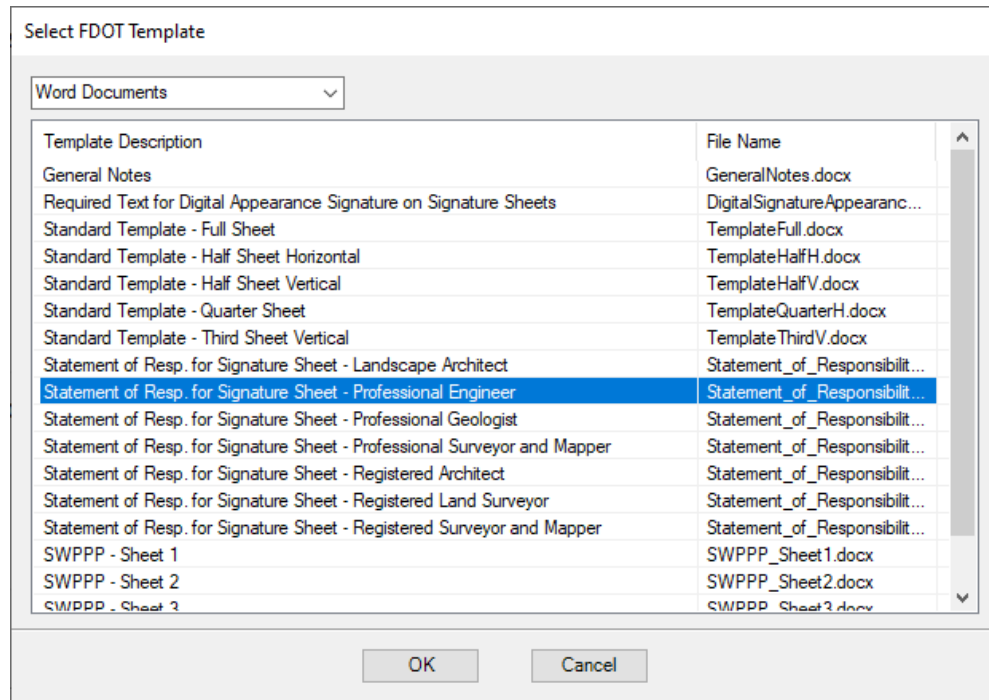 Select FDOT Template
Word Documents
Template Description File Name
General Notes GeneralNotes.docx
Required Text for Digital Appearance Signature on Signature Sheets DigitalSignatureAppearanc...
Standard Template - Full Sheet TemplateFull.docx
Standard Template - Half Sheet Horizontal TemplateHalfH.docx
Standard Template - Half Sheet Vertical TemplateHalfV.docx
Standard Template - Quarter Sheet TemplateQuarterH.docx
Standard Template - Third Sheet Vertical TemplateThirdV.docx
Statement of Resp. for Signature Sheet - Landscape Architect Statement_of_Responsibilit...
Statement of Resp. for Signature Sheet - Professional Engineer Statement_of_Responsibilit...
Statement of Resp. for Signature Sheet - Professional Geologist Statement_of_Responsibilit...
Statement of Resp. for Signature Sheet - Professional Surveyor and Mapper Statement_of_Responsibilit...
Statement of Resp. for Signature Sheet - Registered Architect Statement_of_Responsibilit...
Statement of Resp. for Signature Sheet - Registered Land Surveyor Statement_of_Responsibilit...
Statement of Resp. for Signature Sheet - Registered Surveyor and Mapper Statement_of_Responsibilit...
SWPPP - Sheet 1 SWPPP_Sheet1.docx
SWPPP - Sheet 2 SWPPP_Sheet2.docx
SWPPP - Sheet 3 SWPPP_Sheet3.docx
OK Cancel